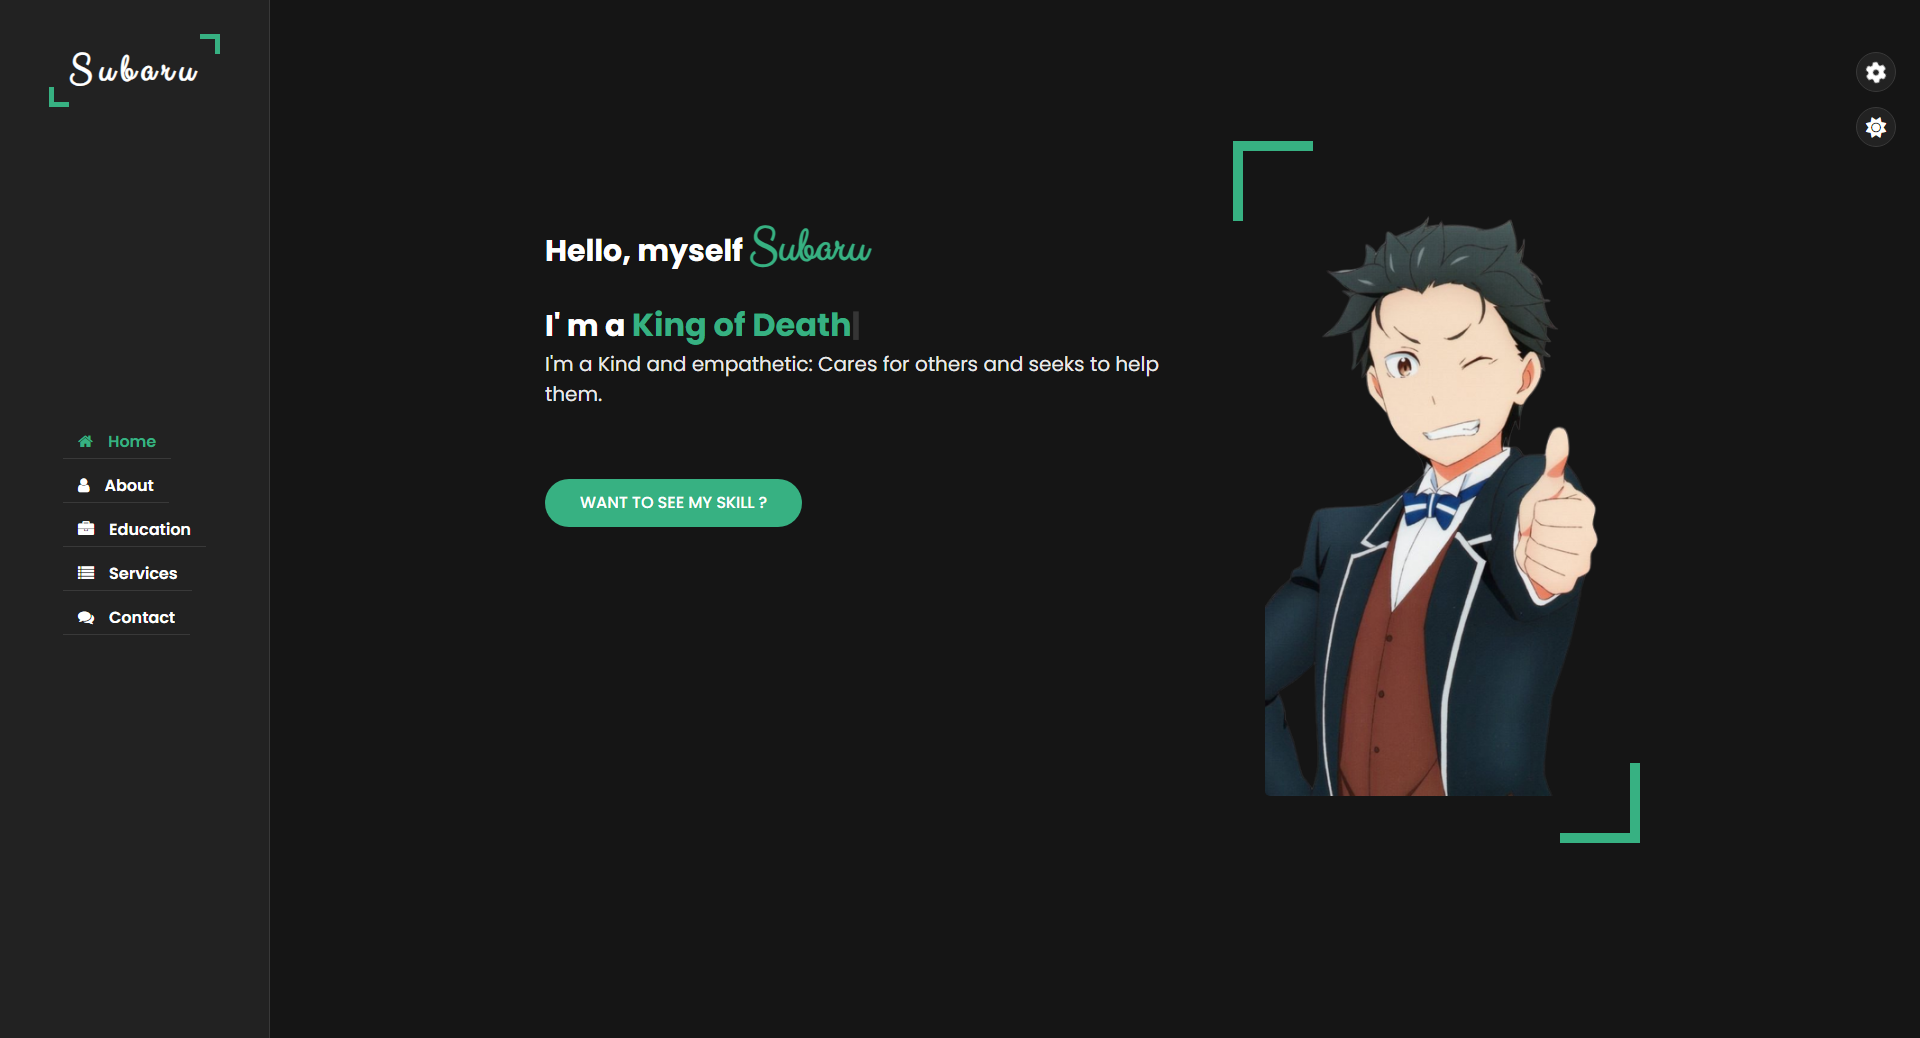 Subaru
Home
About
Education
Services
Contact
Hello, myself Subaru
I' m a King of Death
I'm a Kind and empathetic: Cares for others and seeks to help
them.
WANT TO SEE MY SKILL ?